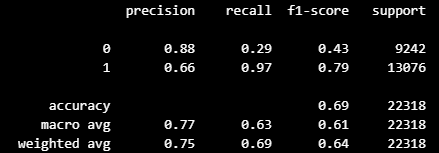 precision recall f1-score support
0 0.88 0.29 0.43 9242
1 0.66 0.97 0.79 13076
accuracy 0.69 22318
macro avg 0.77 0.63 0.61 22318
weighted avg 0.75 0.69 0.64 22318